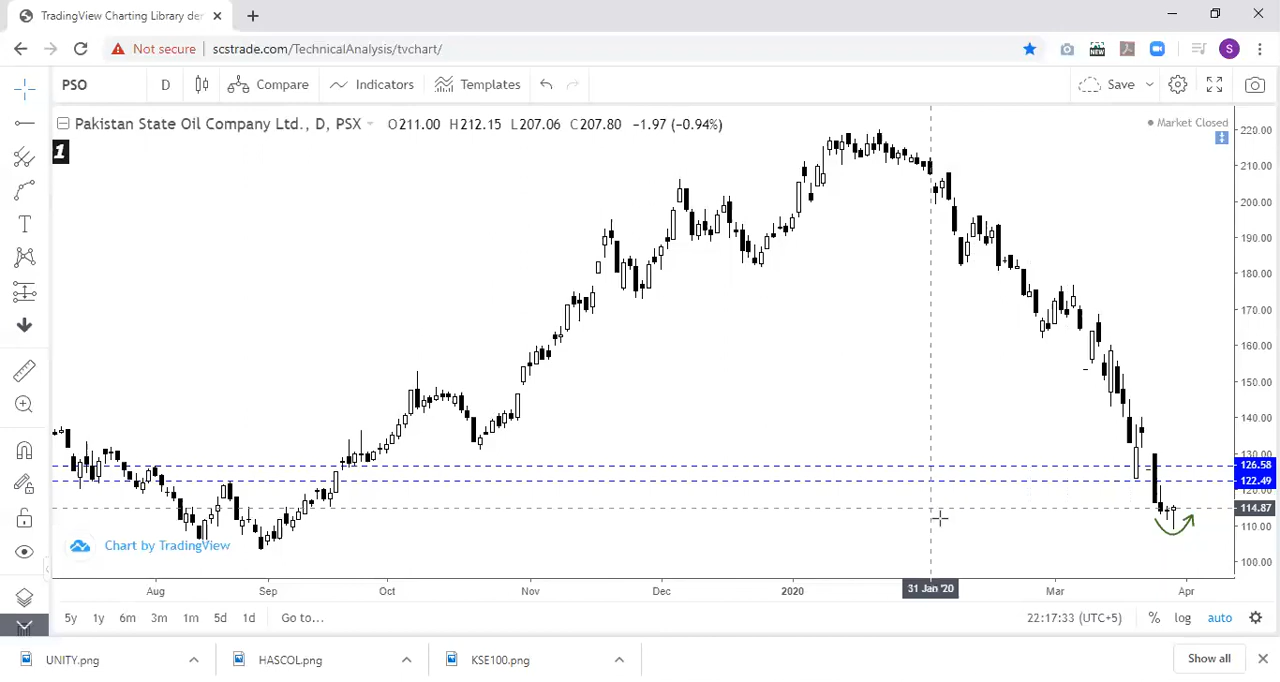 TradingView Charting Library der
Not secure scstrade.com/TechnicalAnalysis/tvchart/
NEW
S
PSO D Compare Indicators Templates Save
Pakistan State Oil Company Ltd., D, PSX O211.00 H212.15 L207.06 C207.80 −1.97 (−0.94%)
Market Closed
1
220.00
210.00
200.00
190.00
180.00
170.00
160.00
150.00
140.00
130.00
126.58
122.49
120.00
114.87
110.00
100.00
Chart by TradingView
Aug Sep Oct Nov Dec 2020 31 Jan '20 Mar Apr
5y 1y 6m 3m 1m 5d 1d Go to... 22:17:33 (UTC+5) % log auto
UNITY.png HASCOL.png KSE100.png Show all